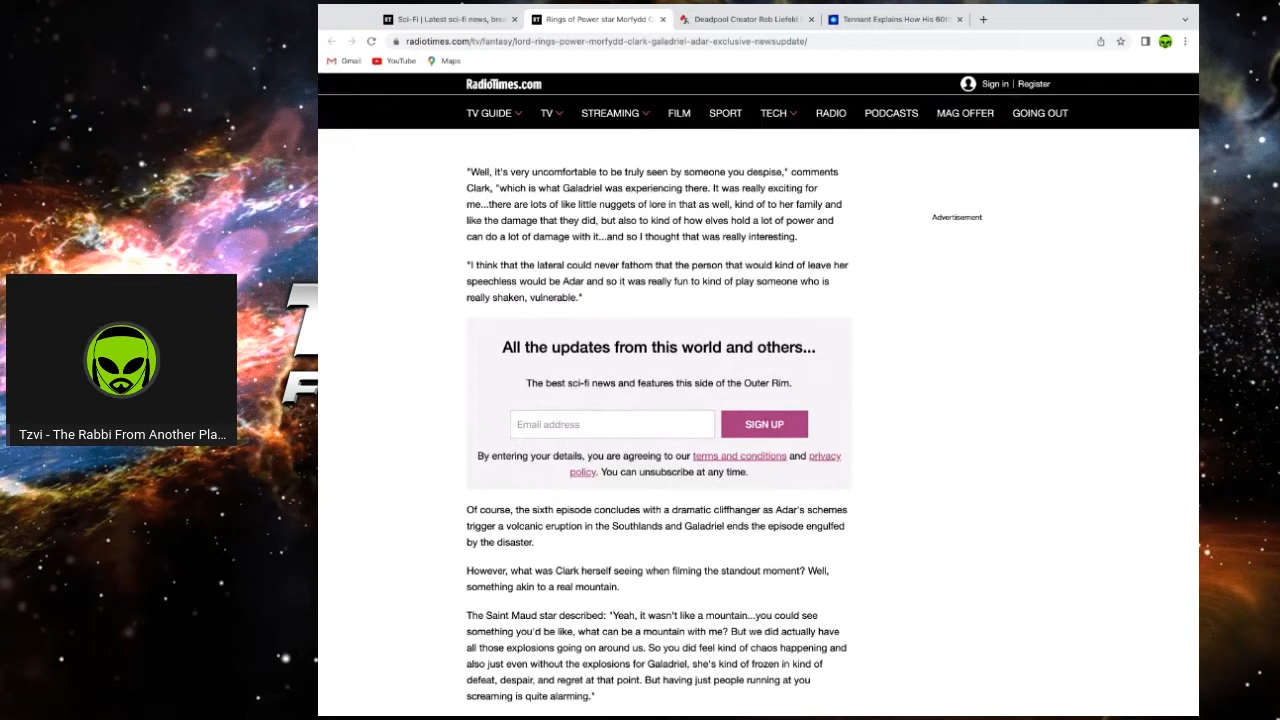 Sci-Fi | Latest sci-fi news, brea
Rings of Power star Morfydd C
Deadpool Creator Rob Liefeld
Tennant Explains How His 60th
radiotimes.com/tv/fantasy/lord-rings-power-morfydd-clark-galadriel-adar-exclusive-newsupdate/
Gmail YouTube Maps
RadioTimes.com
Sign in | Register
TV GUIDE TV STREAMING FILM SPORT TECH RADIO PODCASTS MAG OFFER GOING OUT
"Well, it's very uncomfortable to be truly seen by someone you despise," comments
Clark, "which is what Galadriel was experiencing there. It was really exciting for
me...there are lots of like little nuggets of lore in that as well, kind of to her family and
like the damage that they did, but also to kind of how elves hold a lot of power and
can do a lot of damage with it...and so I thought that was really interesting.
Advertisement
"I think that the lateral could never fathom that the person that would kind of leave her
speechless would be Adar and so it was really fun to kind of play someone who is
really shaken, vulnerable."
All the updates from this world and others...
The best sci-fi news and features this side of the Outer Rim.
Email address
SIGN UP
By entering your details, you are agreeing to our terms and conditions and privacy
policy. You can unsubscribe at any time.
Tzvi - The Rabbi From Another Pla...
Of course, the sixth episode concludes with a dramatic cliffhanger as Adar's schemes
trigger a volcanic eruption in the Southlands and Galadriel ends the episode engulfed
by the disaster.
However, what was Clark herself seeing when filming the standout moment? Well,
something akin to a real mountain.
The Saint Maud star described: "Yeah, it wasn't like a mountain...you could see
something you'd be like, what can be a mountain with me? But we did actually have
all those explosions going on around us. So you did feel kind of chaos happening and
also just even without the explosions for Galadriel, she's kind of frozen in kind of
defeat, despair, and regret at that point. But having just people running at you
screaming is quite alarming."